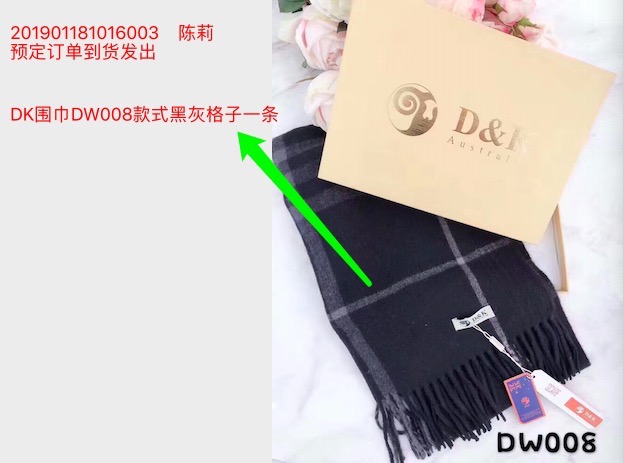 201901181016003 陈莉
预定订单到货发出
DK围巾DW008款式黑灰格子一条
D&K
Austral
D&K
D&K
DW008